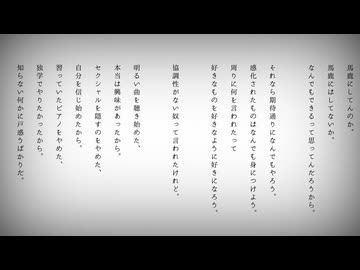 馬鹿にしんのか。
馬鹿にはしてないか。
なんでもできるって思ってんだろうから。
それなら期待通りになんでもやろう。
感化されたものはなんでも身につけよう。
周りに何を言われたって
好きなものを好きなように好きになろう。
協調性がない奴って言われたけれど。
明るい曲を聴き始めた、
本当は興味があったから。
セクシャルを隠すのをやめた、
自分を信じ始めたから。
習っていたピアノをやめた、
独学でやりたかったから。
知らない何かに戸惑うばかりだ。